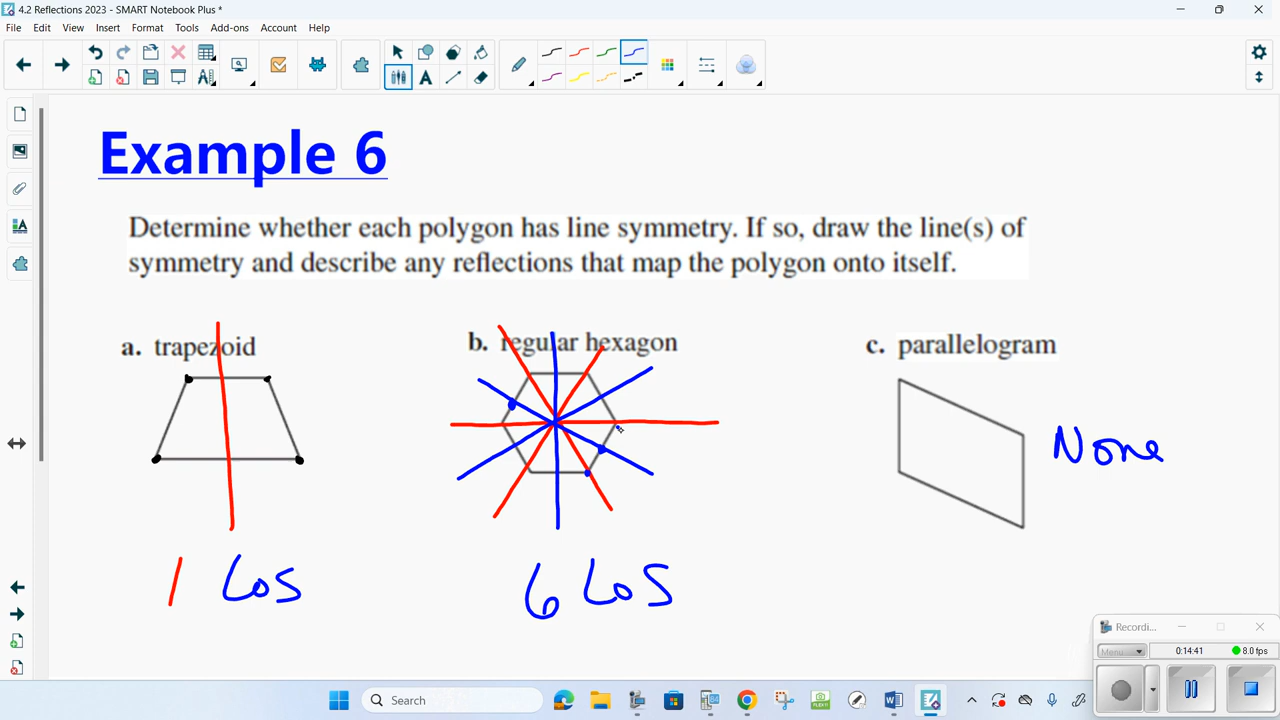 4.2 Reflections 2023 - SMART Notebook Plus *
File Edit View Insert Format Tools Add-ons Account Help
Example 6
Determine whether each polygon has line symmetry. If so, draw the line(s) of
symmetry and describe any reflections that map the polygon onto itself.
a. trapezoid
b. regular hexagon
c. parallelogram
None
1 LOS
6 LOS
Recordi...
Menu
0:14:41
8.0 fps
Search